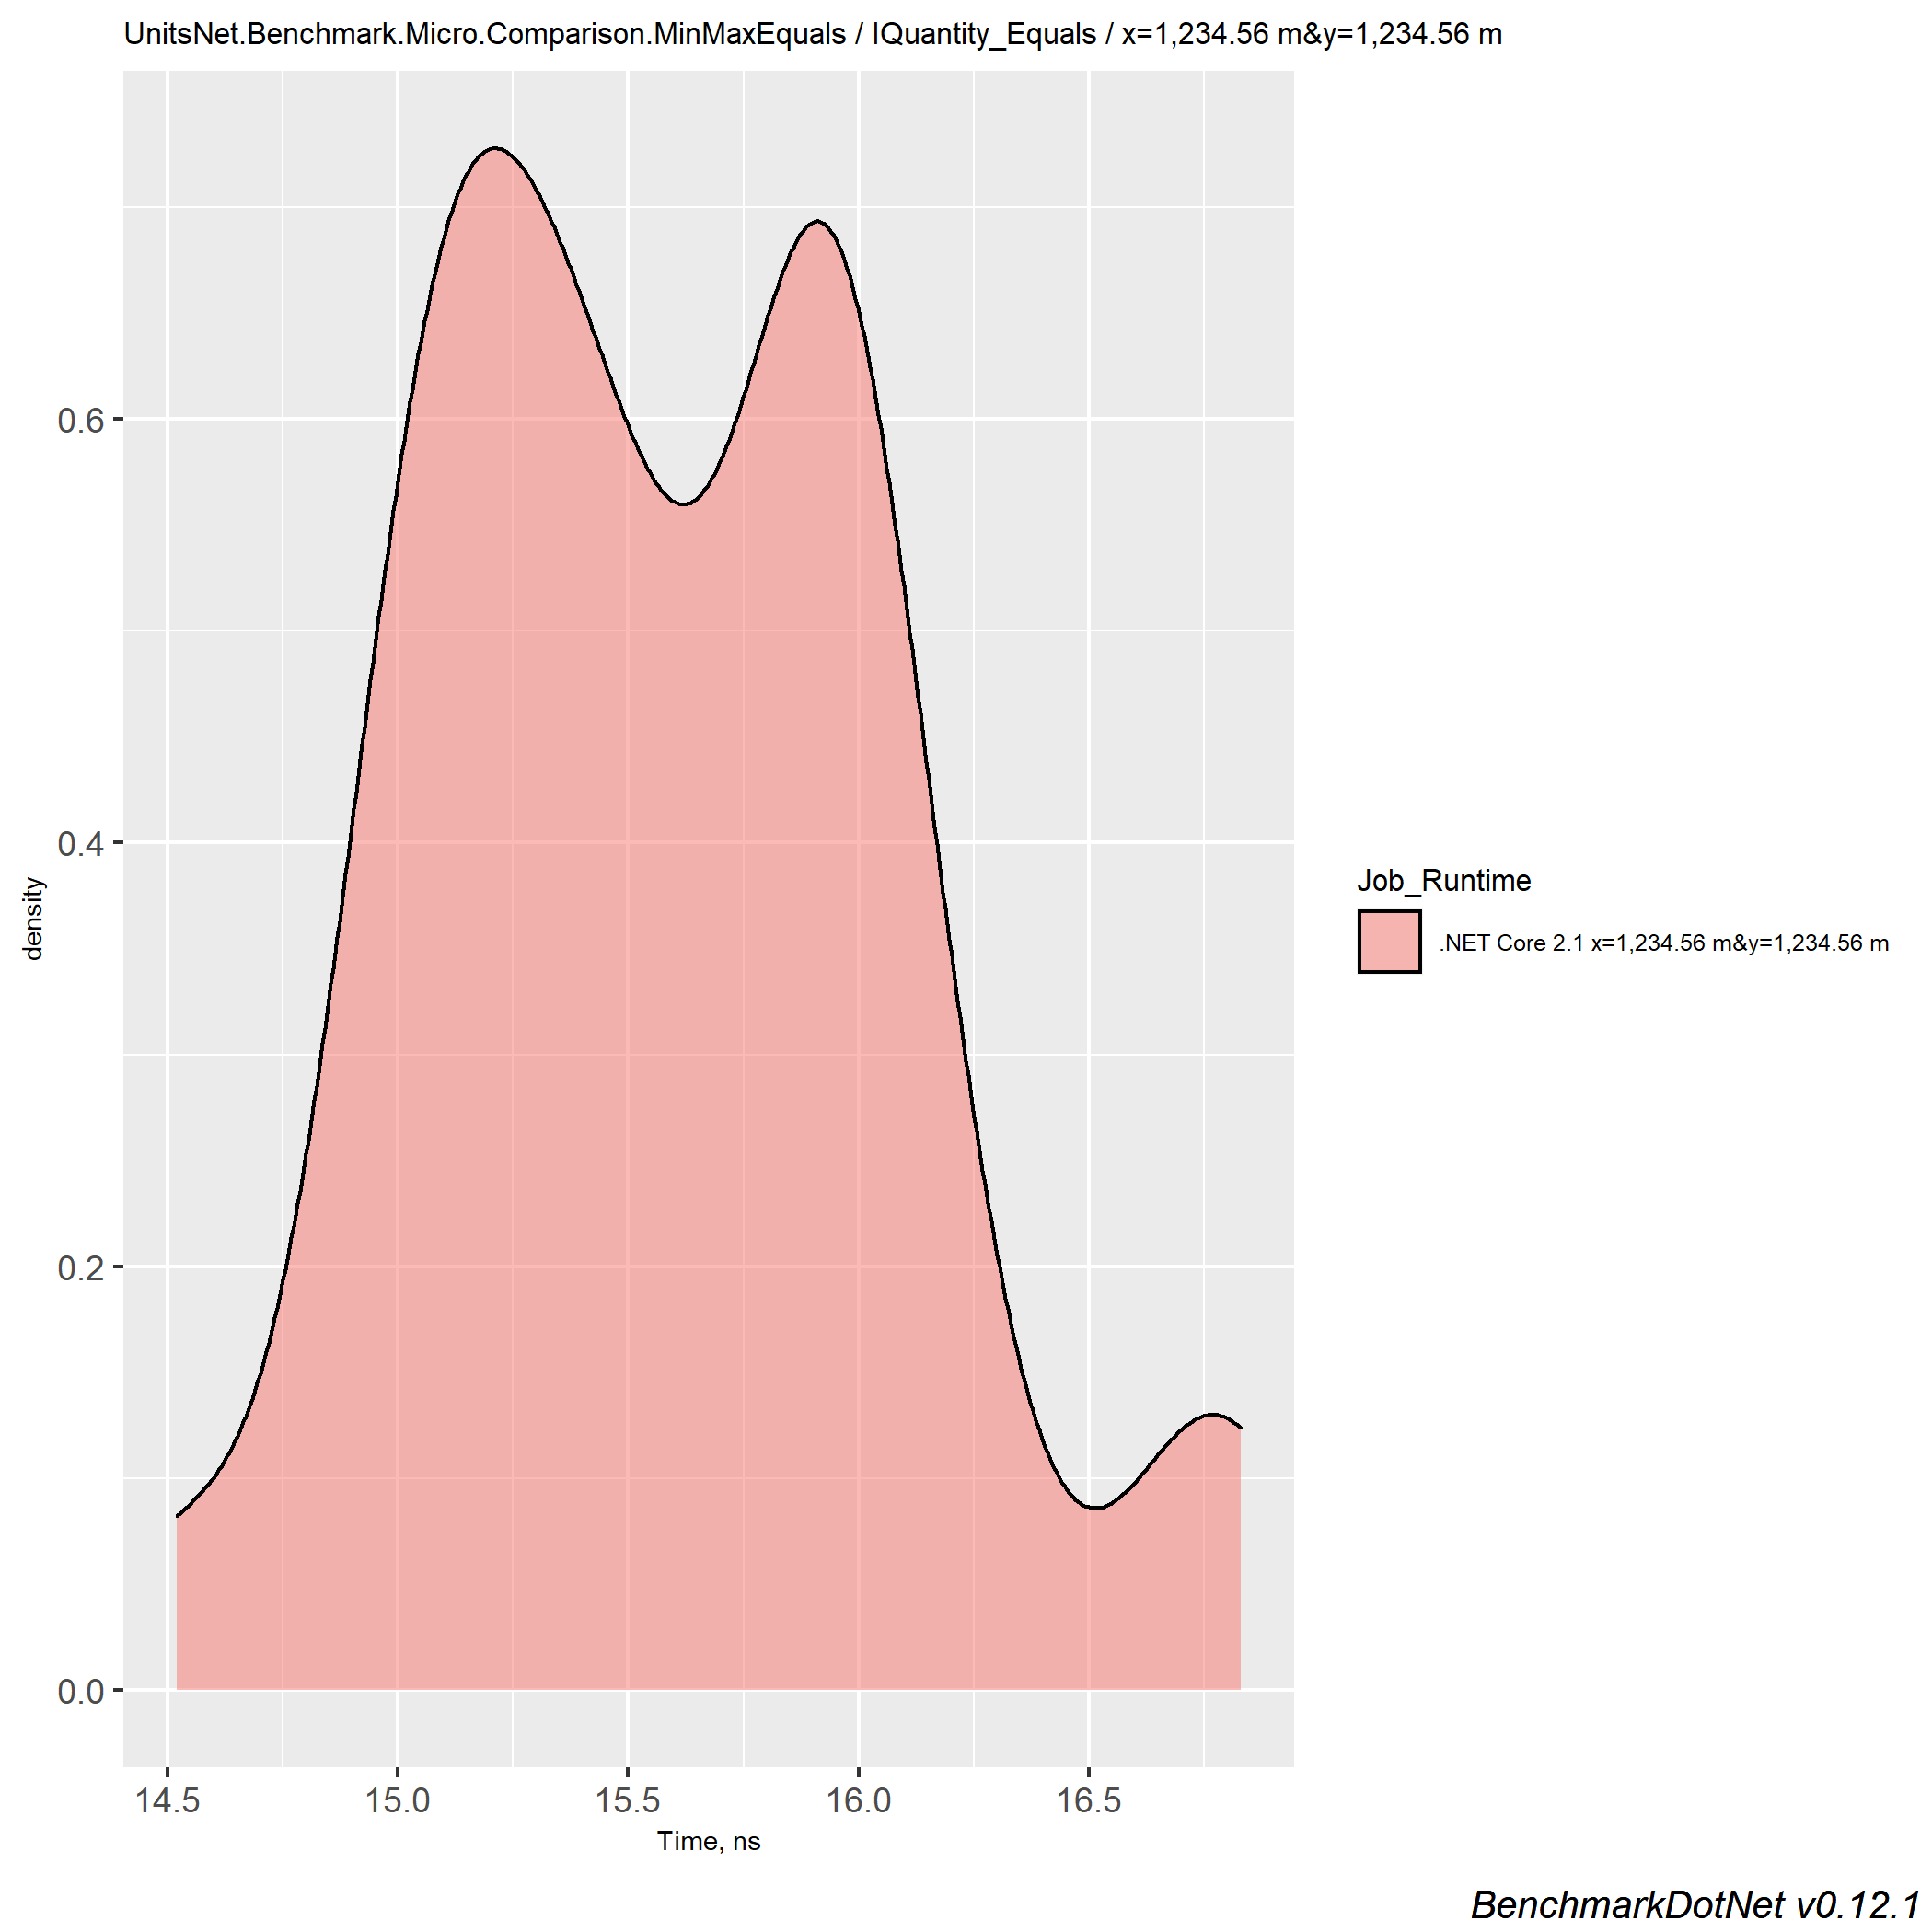 UnitsNet.Benchmark.Micro.Comparison.MinMaxEquals / IQuantity_Equals / x=1,234.56 m&y=1,234.56 m
0.6
0.4
0.2
0.0
density
14.5 15.0 15.5 16.0 16.5
Time, ns
Job_Runtime
.NET Core 2.1 x=1,234.56 m&y=1,234.56 m
BenchmarkDotNet v0.12.1